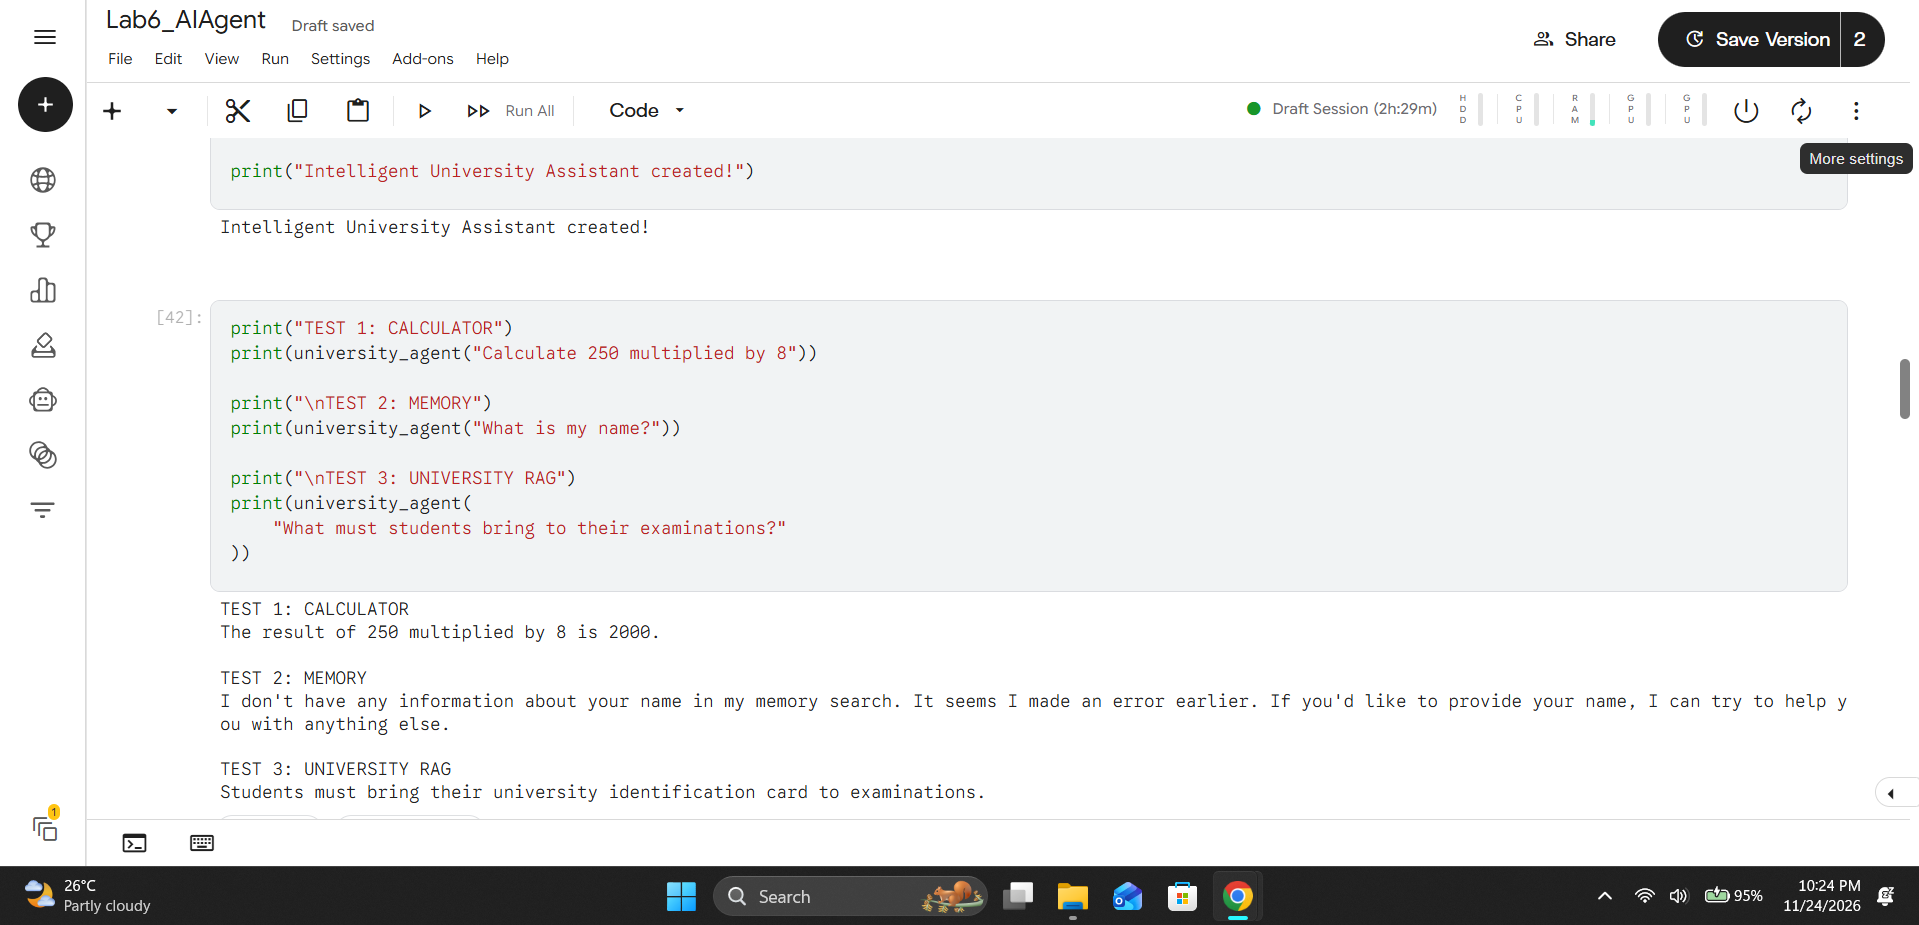 Lab6_AIAgent
Draft saved
File Edit View Run Settings Add-ons Help
Share
Save Version 2
Run All
Code
Draft Session (2h:29m)
HDD
CPU
RAM
GPU
GPU
More settings
print("Intelligent University Assistant created!")
Intelligent University Assistant created!
[42]:
print("TEST 1: CALCULATOR")
print(university_agent("Calculate 250 multiplied by 8"))
print("\nTEST 2: MEMORY")
print(university_agent("What is my name?"))
print("\nTEST 3: UNIVERSITY RAG")
print(university_agent(
"What must students bring to their examinations?"
))
TEST 1: CALCULATOR
The result of 250 multiplied by 8 is 2000.
TEST 2: MEMORY
I don't have any information about your name in my memory search. It seems I made an error earlier. If you'd like to provide your name, I can try to help y
ou with anything else.
TEST 3: UNIVERSITY RAG
Students must bring their university identification card to examinations.
1
26°C
Partly cloudy
Search
95%
10:24 PM
11/24/2026